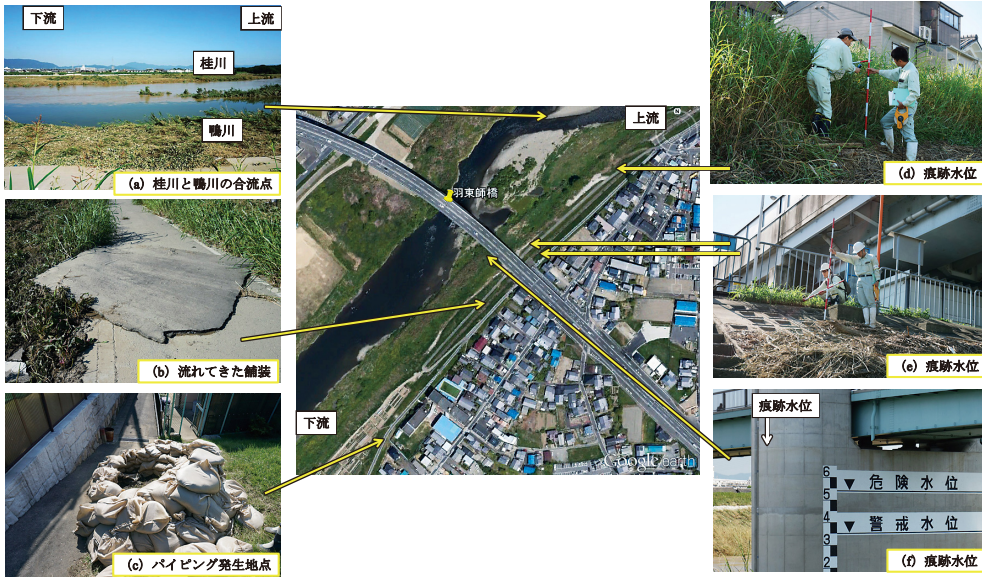 下流
上流
桂川
鴨川
(a) 桂川と鴨川の合流点
(b) 流れてきた舗装
(c) パイピング発生地点
上流
N
羽束師橋
下流
Google earth
(d) 痕跡水位
(e) 痕跡水位
痕跡水位
6
危険水位
5
4
警戒水位
3
2
(f) 痕跡水位